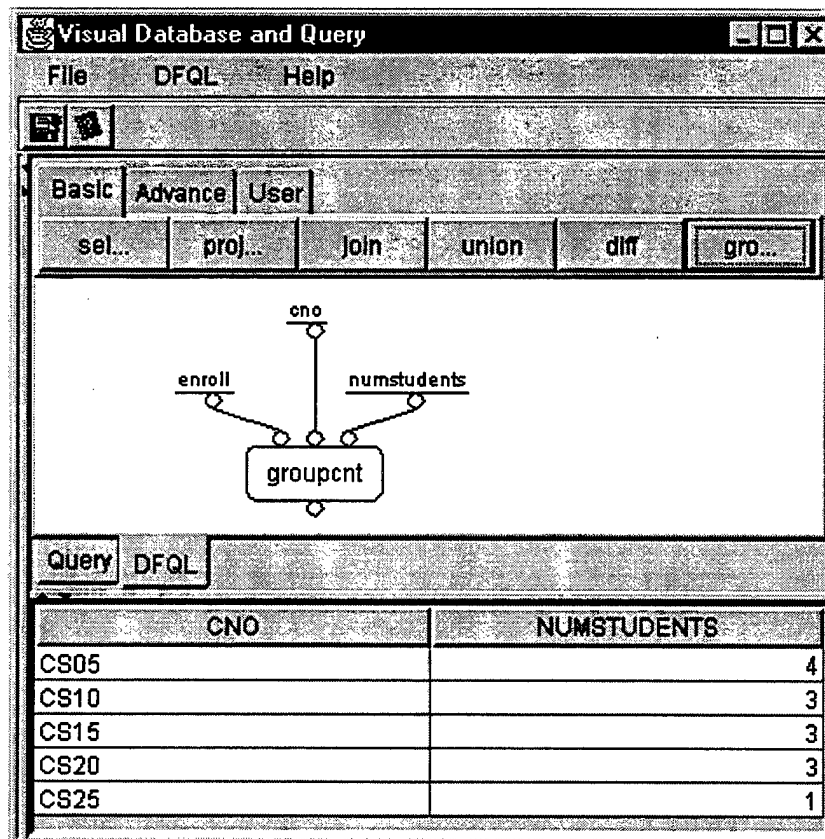 Visual Database and Query
File DFQL Help
Basic Advance User
sel... proj... join union diff gro...
cno
enroll numstudents
groupcnt
Query DFQL
CNO NUMSTUDENTS
CS05 4
CS10 3
CS15 3
CS20 3
CS25 1